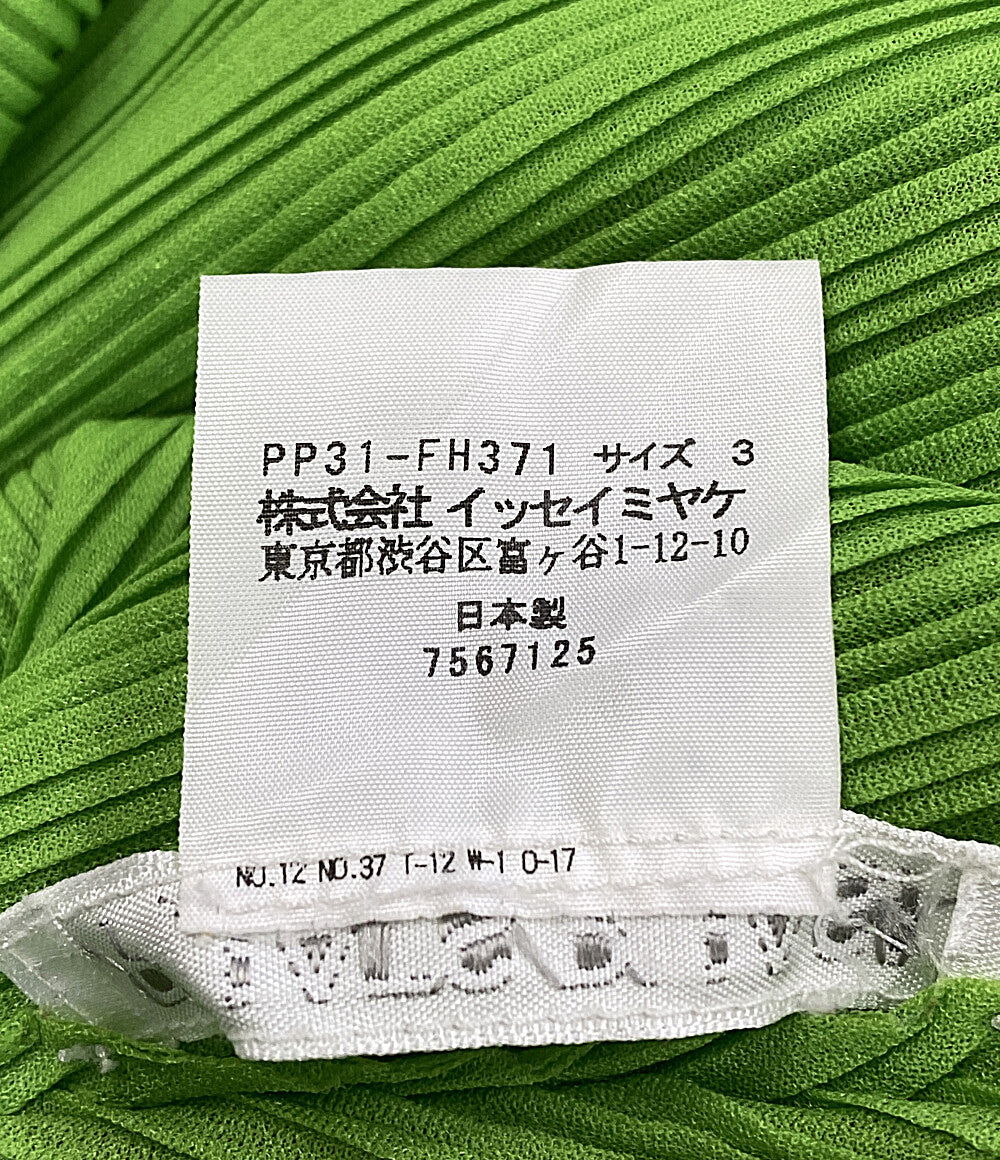 PP31-FH371 サイズ 3
株式会社 イッセイミヤケ
東京都渋谷区富ヶ谷1-12-10
日本製
7567125
NO.12 NO.37 T-12 W-1 O-17